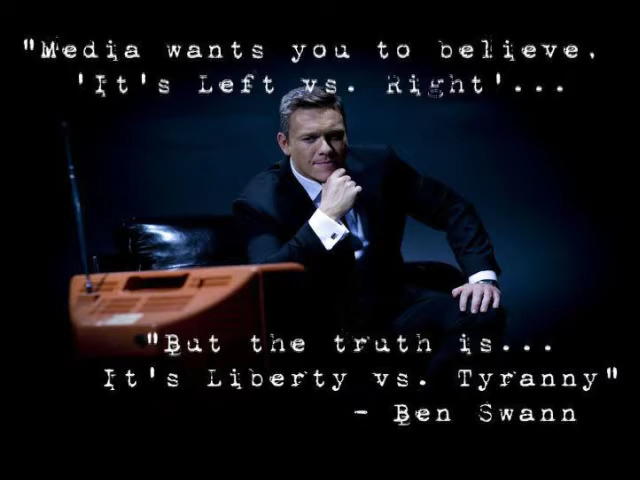 "Media wants you to believe,
'It's Left vs. Right'...
"But the truth is...
It's Liberty vs. Tyranny"
- Ben Swann